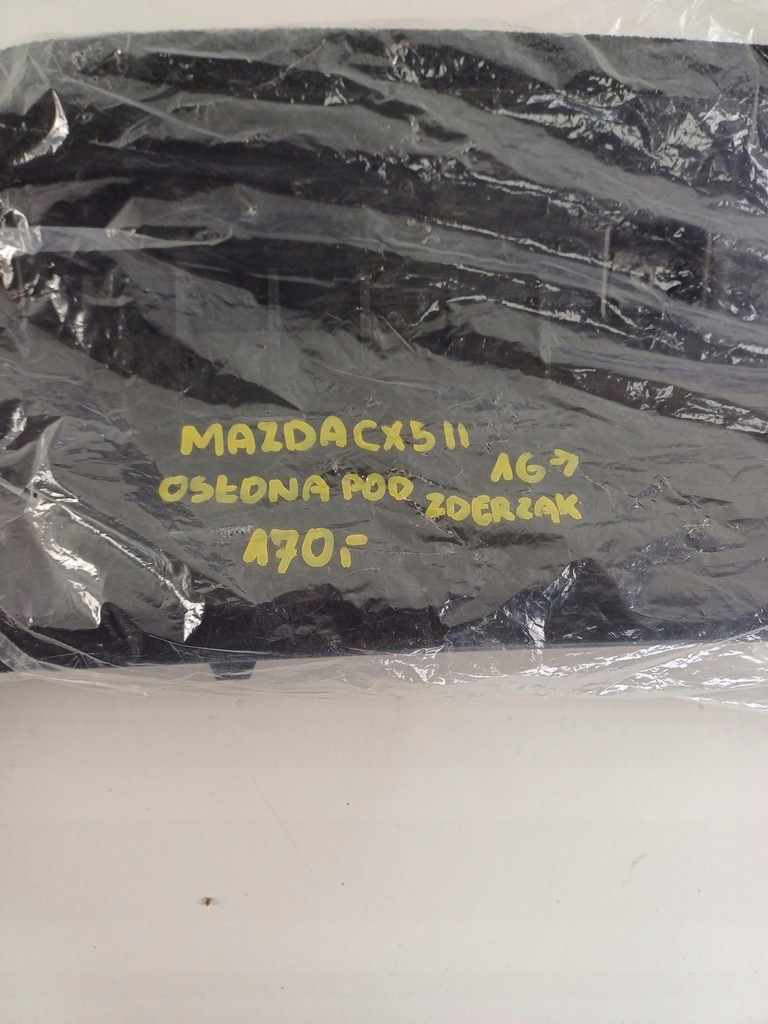 MAZDA CX5 II
16→
OSŁONA POD ZDERZAK
170,-